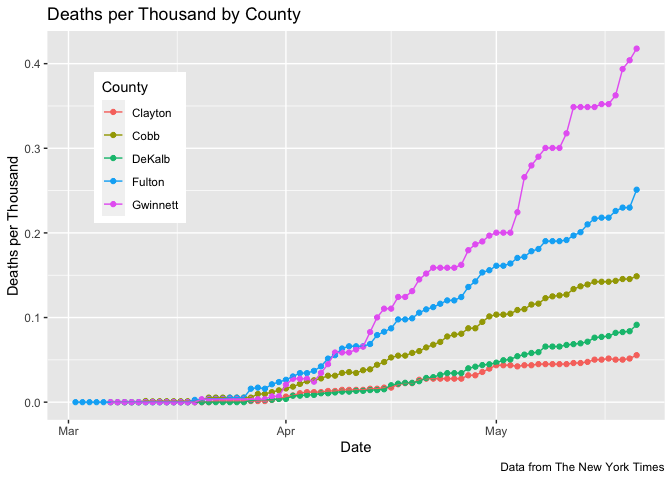 Deaths per Thousand by County
Deaths per Thousand
0.4
0.3
0.2
0.1
0.0
County
Clayton
Cobb
DeKalb
Fulton
Gwinnett
Mar
Apr
May
Date
Data from The New York Times